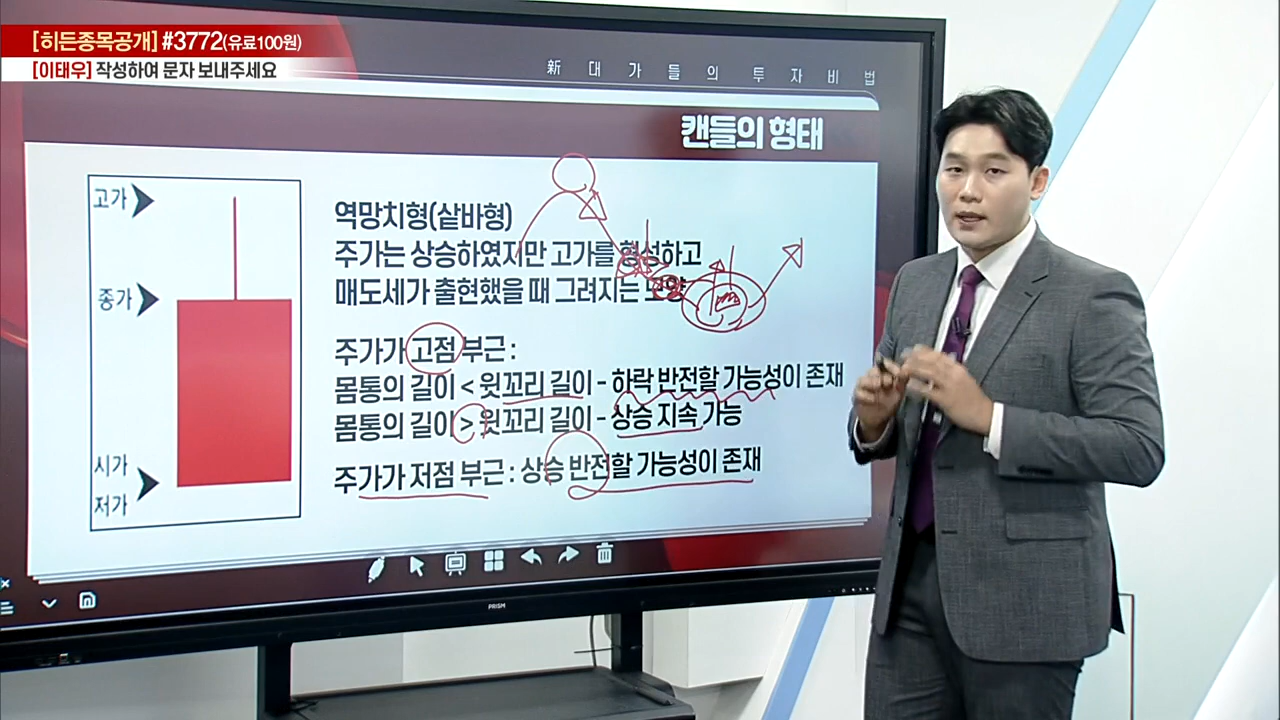 [히든종목공개] #3772(유료100원)
[이태우] 작성하여 문자 보내주세요
新 대 가 들 의 투 자 비 법
캔들의 형태
고가
종가
시가
저가
역망치형(샅바형)
주가는 상승하였지만 고가를 형성하고
매도세가 출현했을 때 그려지는 모양
주가가 고점 부근 :
몸통의 길이 < 윗꼬리 길이 - 하락 반전할 가능성이 존재
몸통의 길이 > 윗꼬리 길이 - 상승 지속 가능
주가가 저점 부근 : 상승 반전할 가능성이 존재
PRISM